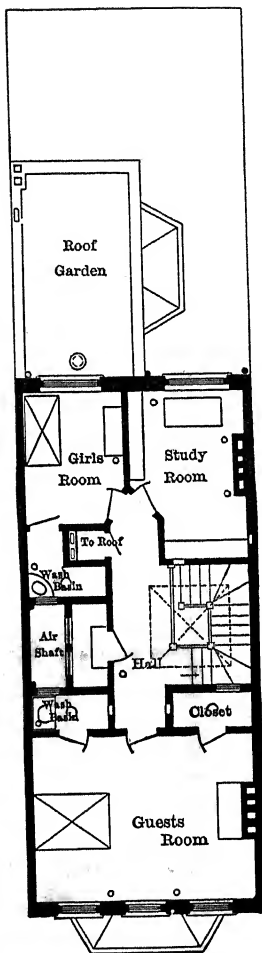 Roof
Garden
Girls
Room
Study
Room
To Roof
Wash
Basin
Air
Shaft
Hall
Wash
Basin
Closet
Guests
Room